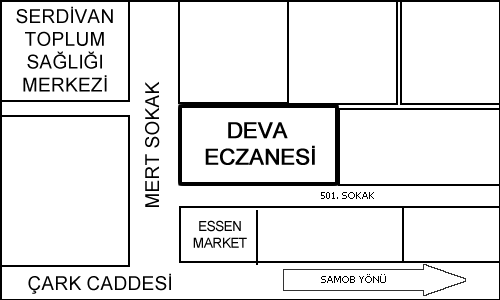 SERDİVAN
TOPLUM
SAĞLIĞI
MERKEZİ
MERT SOKAK
DEVA
ECZANESİ
501. SOKAK
ESSEN
MARKET
ÇARK CADDESİ
SAMOB YÖNÜ